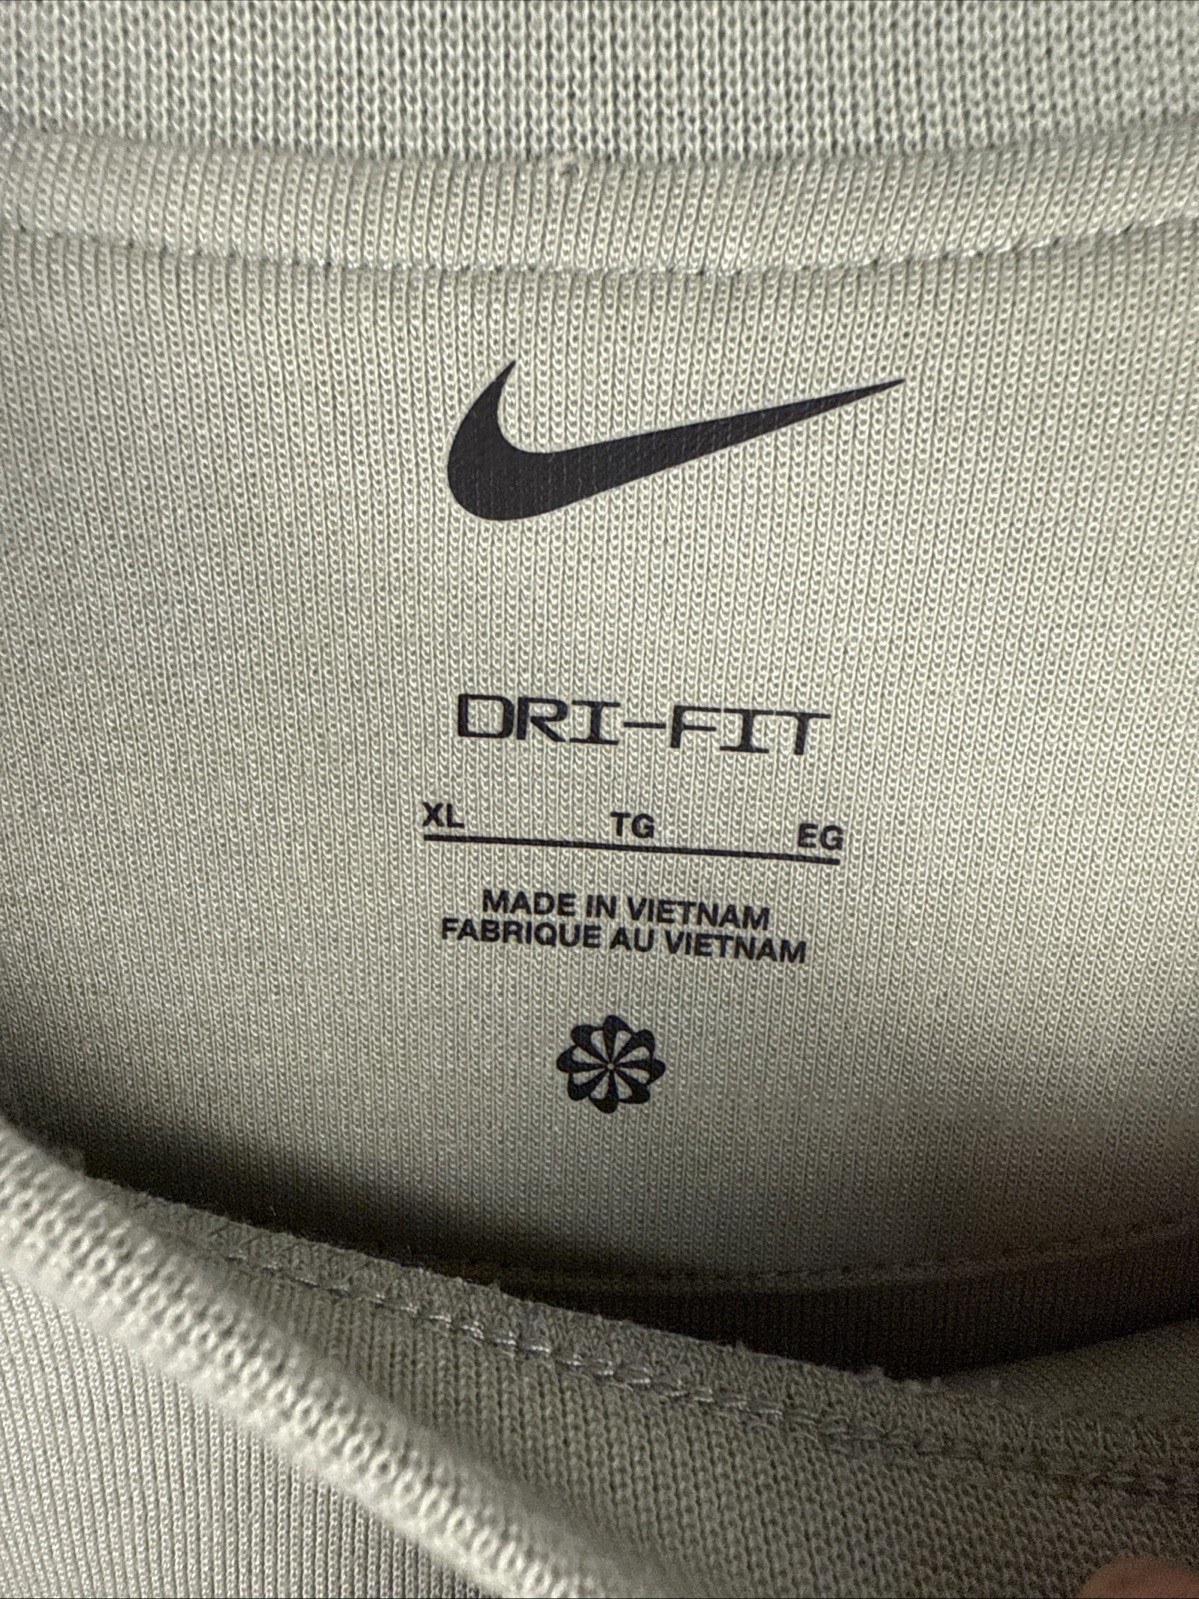 DRI-FIT
XL TG EG
MADE IN VIETNAM
FABRIQUE AU VIETNAM